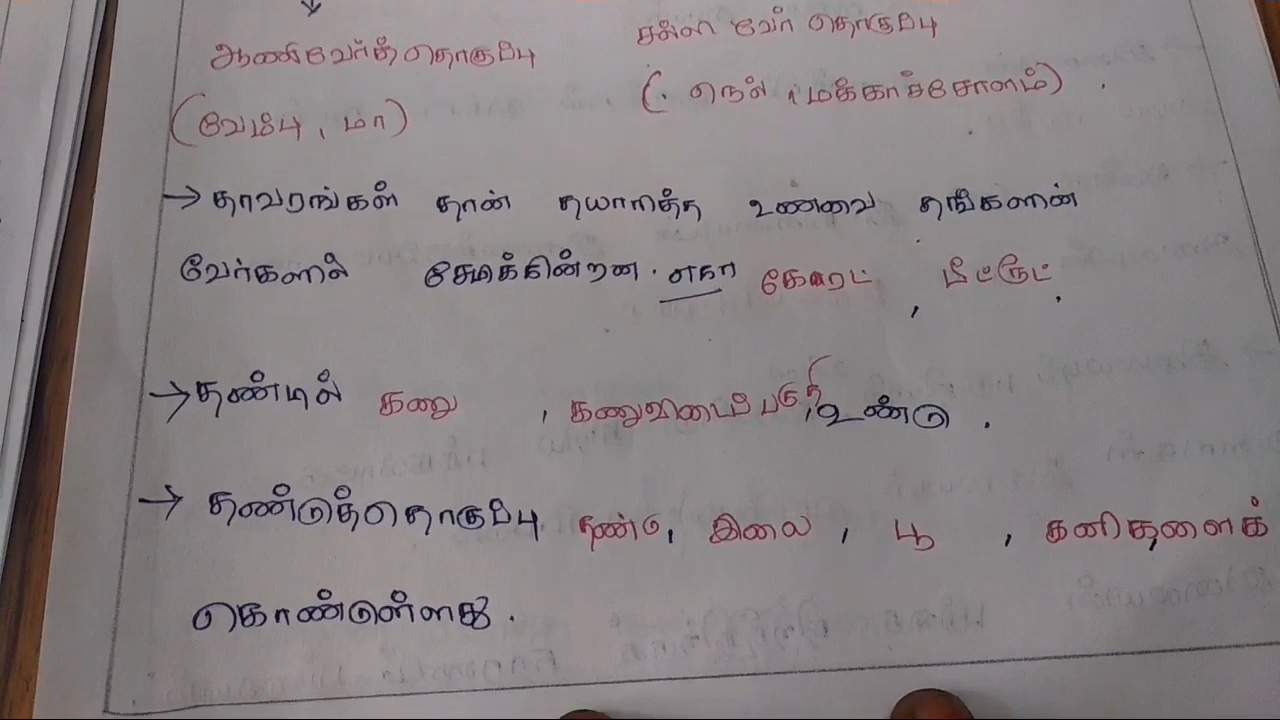 ஆணிவேர்த் தொகுப்பு
சல்லி வேர் தொகுப்பு
(வேம்பு, மா)
(. நெல், மக்காச்சோளம்) .
→ தாவரங்கள் தான் தயாரித்த உணவை தங்களின்
வேர்களில் சேமிக்கின்றன. எகா கேரட் , பீட்ரூட் ,
→ தண்டில் கணு , கணுவிடைப்பகுதி, உண்டு .
→ தண்டுத்தொகுப்பு தண்டு, இலை , பூ , கனிகளைக்
கொண்டுள்ளது .